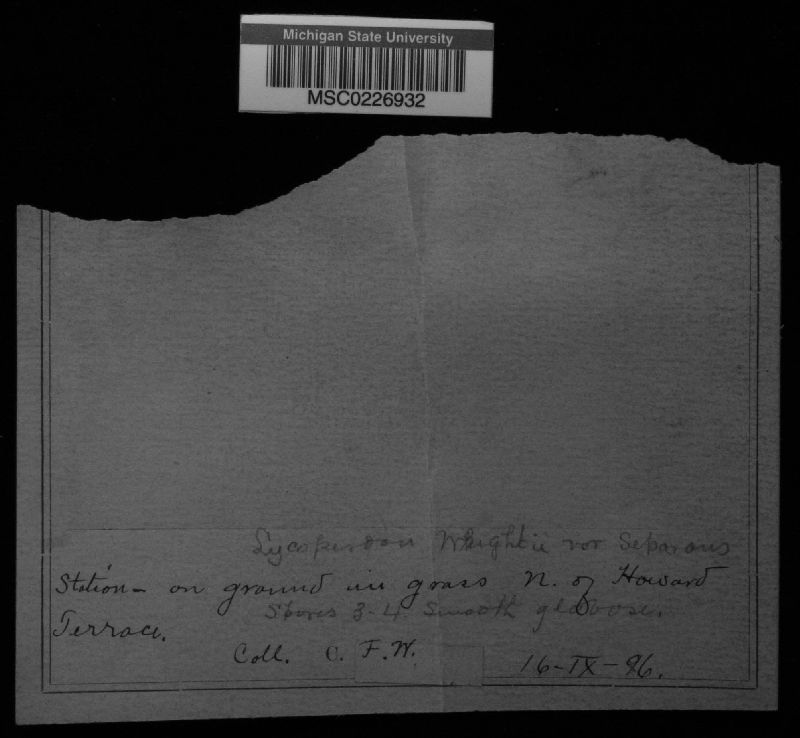 Michigan State University
MSC0226932
Lycoperdon Wrightii var Separans
Station - on ground in grass N. of Howard
Spores 3-4 Smooth globose.
Terrace.
Coll. C. F. W. 16-IX-96.